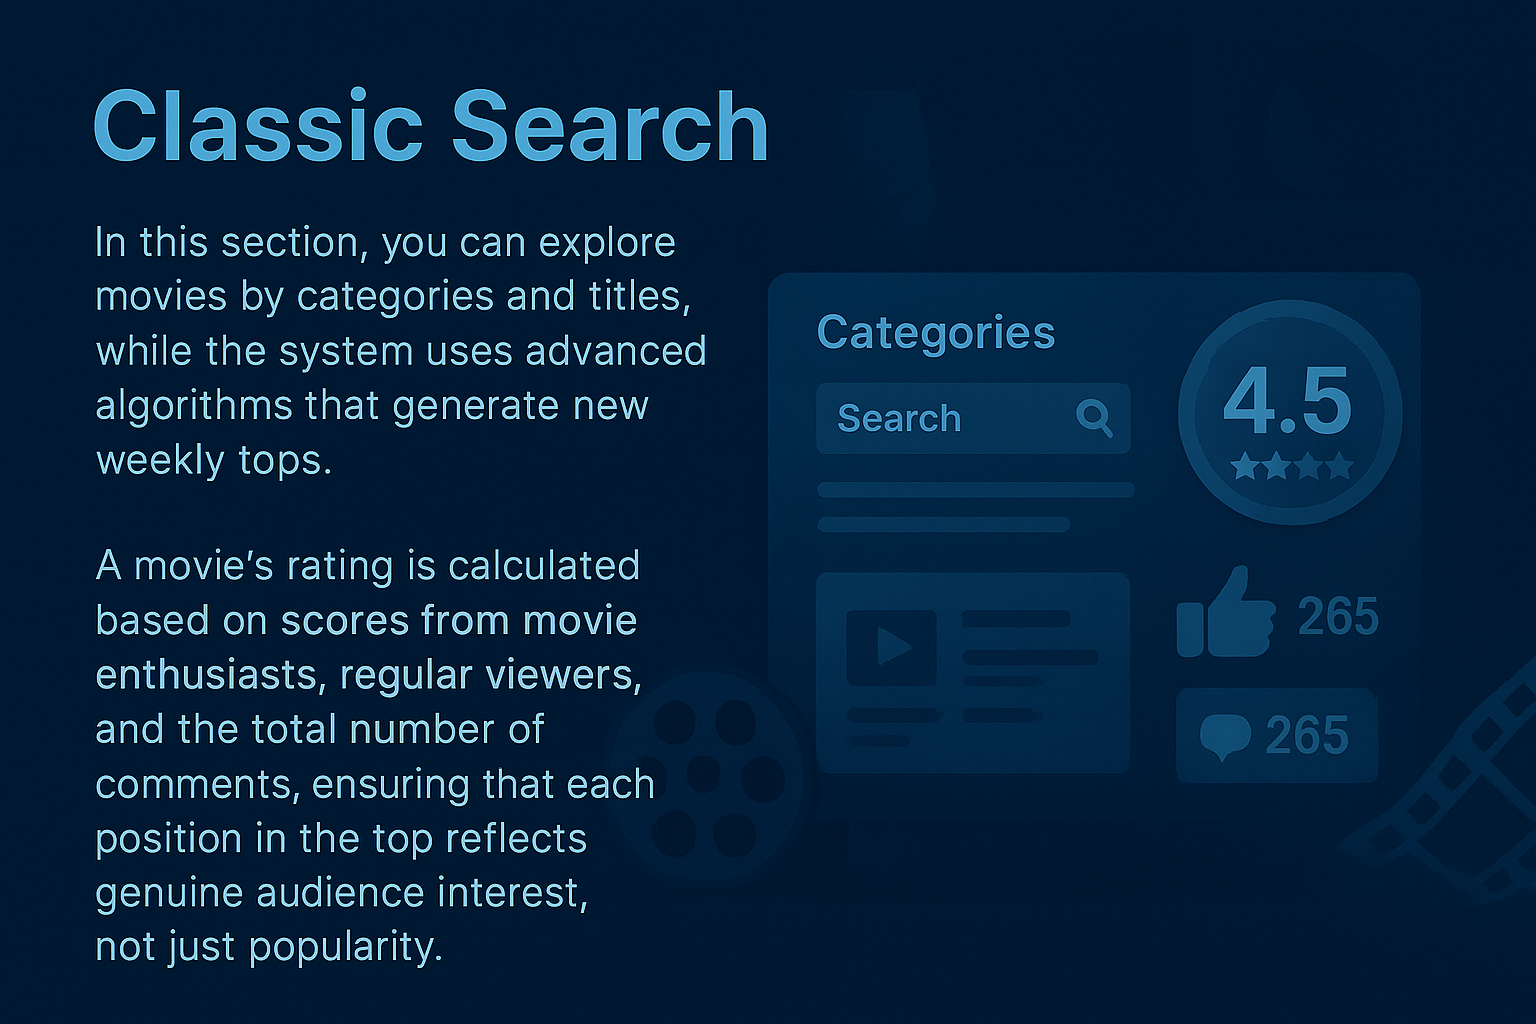 Classic Search
In this section, you can explore
movies by categories and titles,
while the system uses advanced
algorithms that generate new
weekly tops.
A movie’s rating is calculated
based on scores from movie
enthusiasts, regular viewers,
and the total number of
comments, ensuring that each
position in the top reflects
genuine audience interest,
not just popularity.
Categories
Search
4.5
265
265